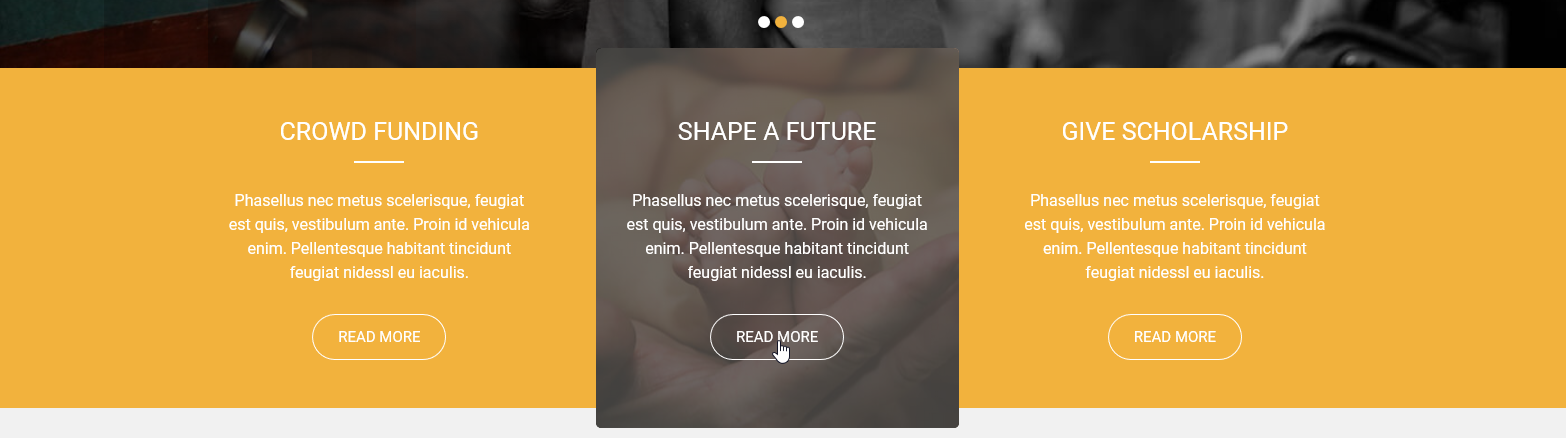 CROWD FUNDING
Phasellus nec metus scelerisque, feugiat
est quis, vestibulum ante. Proin id vehicula
enim. Pellentesque habitant tincidunt
feugiat nidessl eu iaculis.
READ MORE
SHAPE A FUTURE
Phasellus nec metus scelerisque, feugiat
est quis, vestibulum ante. Proin id vehicula
enim. Pellentesque habitant tincidunt
feugiat nidessl eu iaculis.
READ MORE
GIVE SCHOLARSHIP
Phasellus nec metus scelerisque, feugiat
est quis, vestibulum ante. Proin id vehicula
enim. Pellentesque habitant tincidunt
feugiat nidessl eu iaculis.
READ MORE